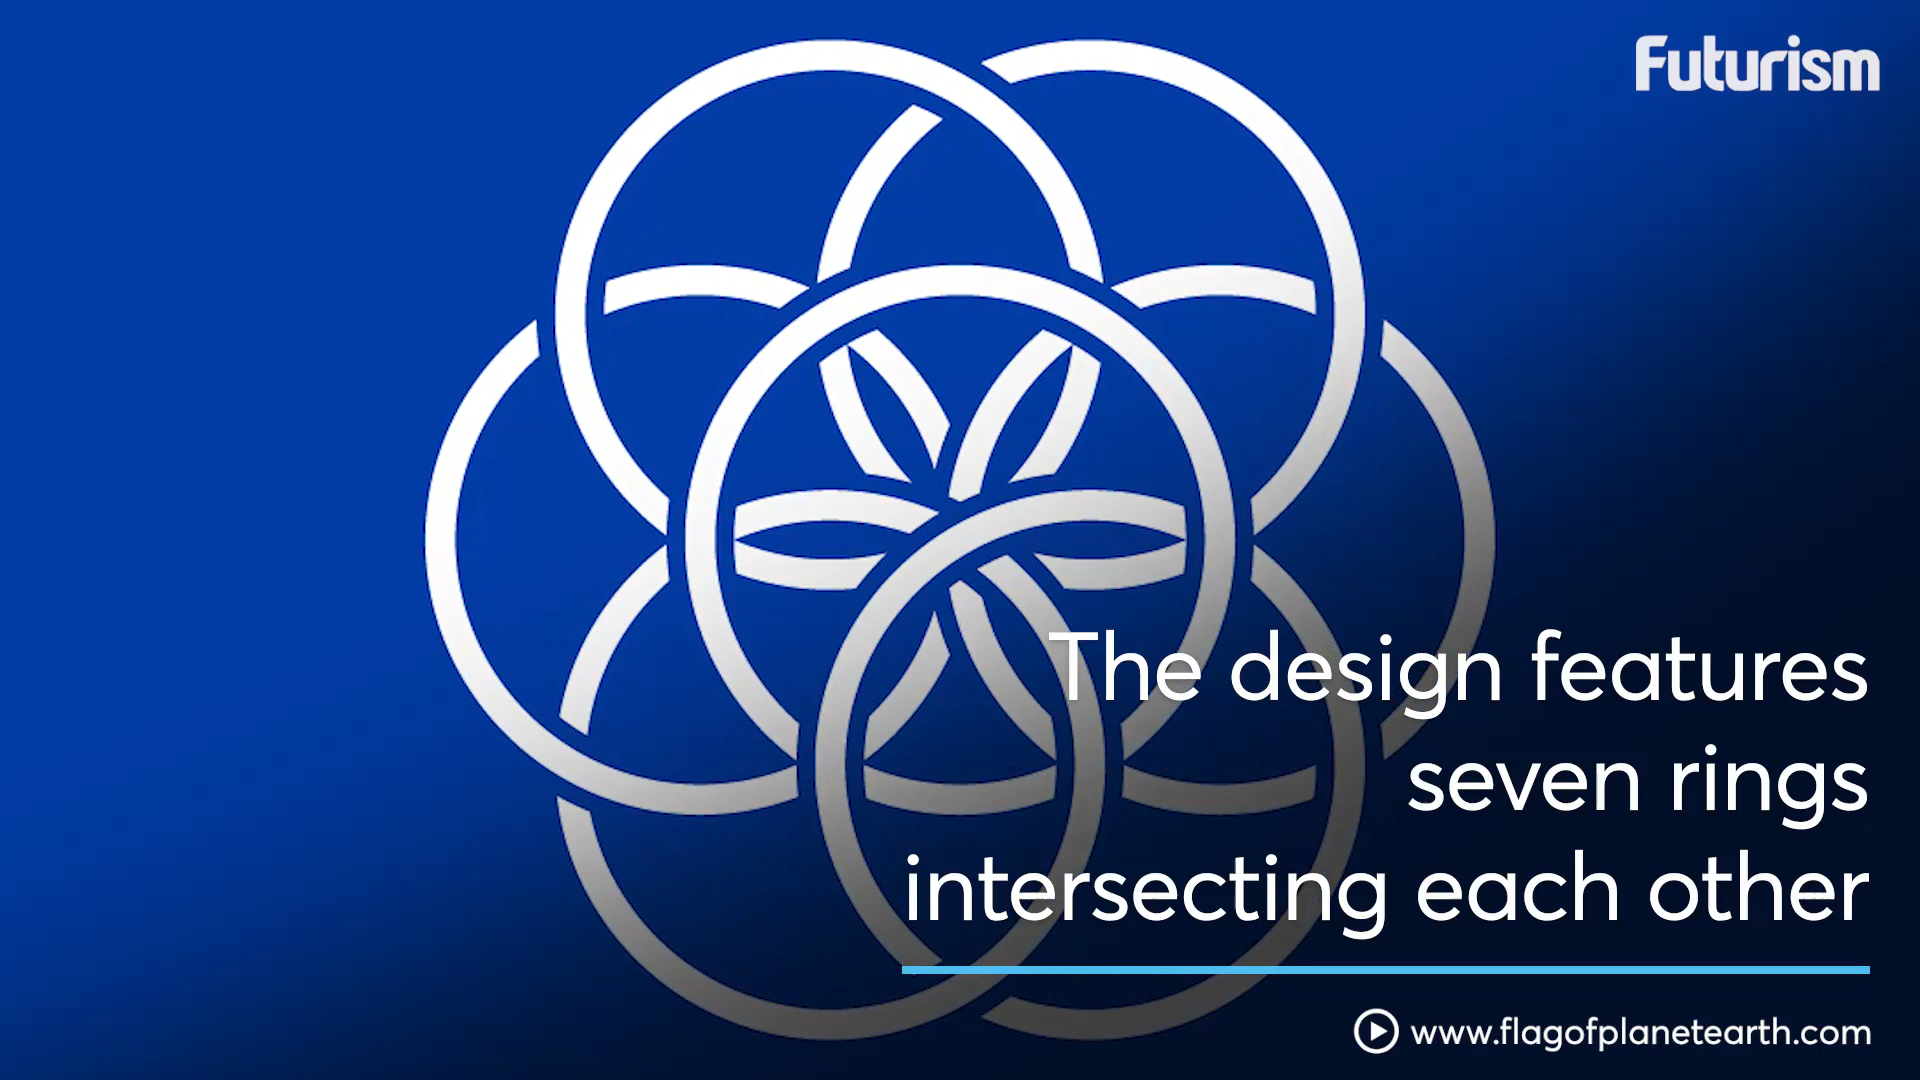 Futurism
The design features
seven rings
intersecting each other
www.flagofplanetearth.com